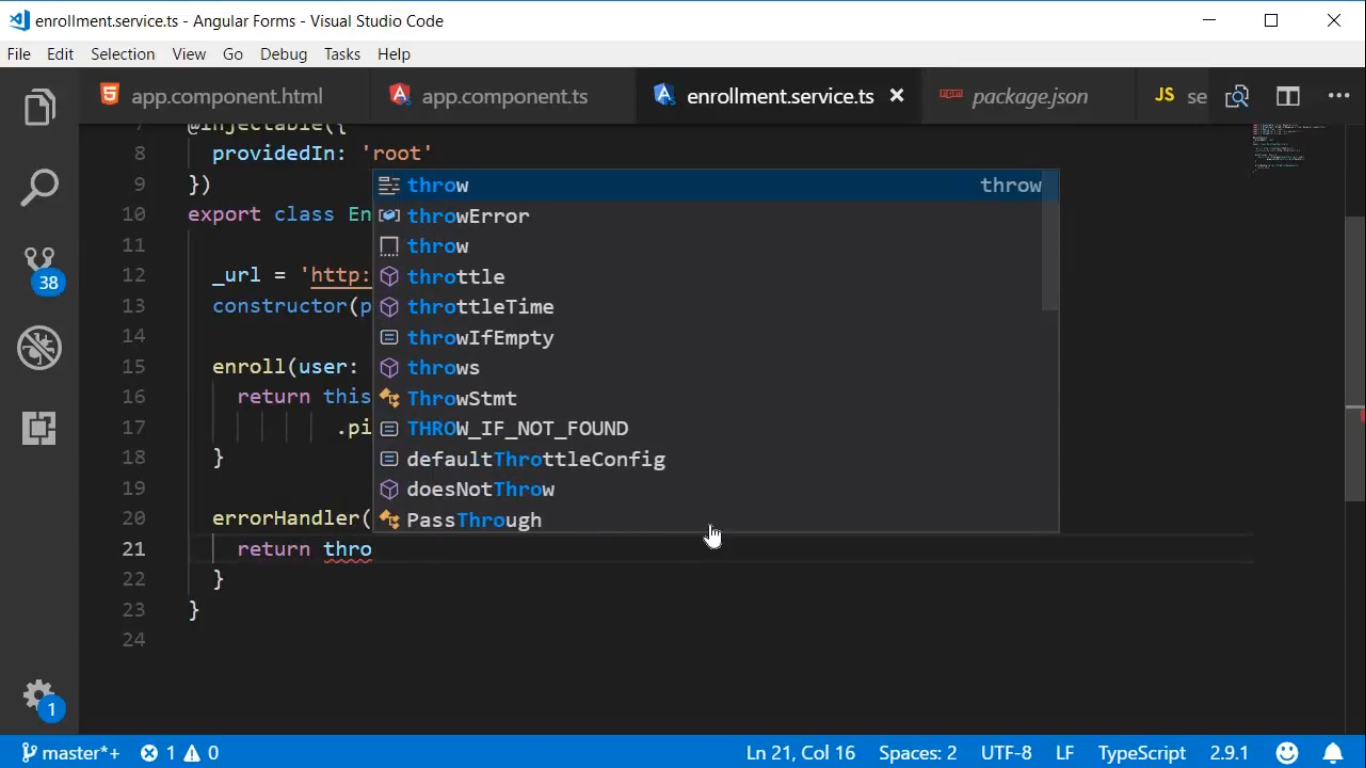 enrollment.service.ts - Angular Forms - Visual Studio Code
File Edit Selection View Go Debug Tasks Help
app.component.html app.component.ts enrollment.service.ts package.json JS se
7 @Injectable({
8 providedIn: 'root'
9 })
10 export class En
11
12 _url = 'http:
13 constructor(p
14
15 enroll(user:
16 return this
17 .pi
18 }
19
20 errorHandler(
21 return thro
22 }
23 }
24
throw throw
throwError
throw
throttle
throttleTime
throwIfEmpty
throws
ThrowStmt
THROW_IF_NOT_FOUND
defaultThrottleConfig
doesNotThrow
PassThrough
38
1
master*+ 1 0 Ln 21, Col 16 Spaces: 2 UTF-8 LF TypeScript 2.9.1